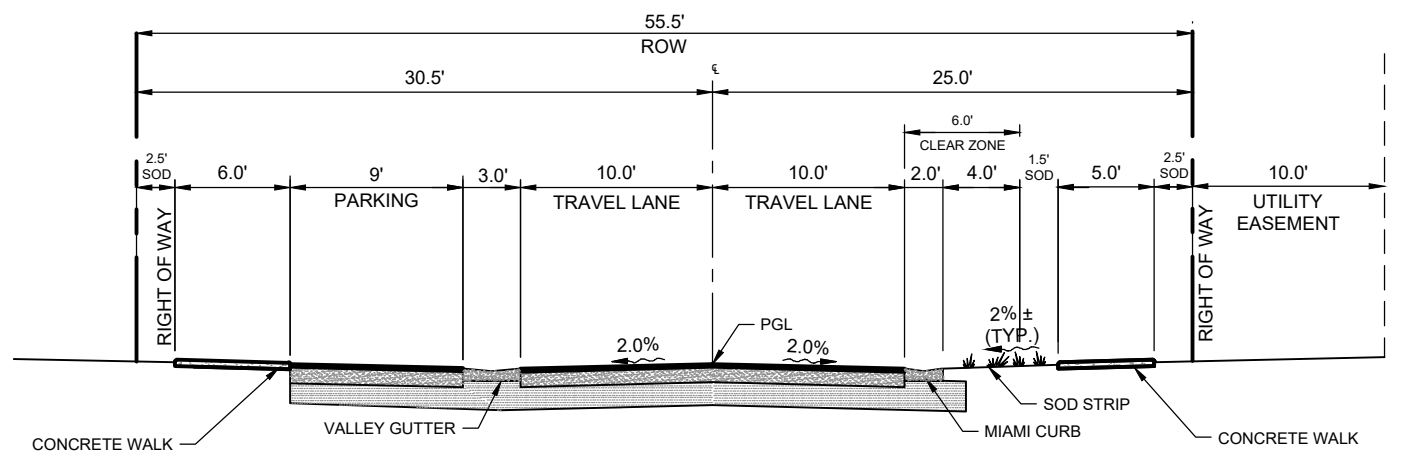 55.5'
ROW
30.5'
℄
25.0'
6.0'
CLEAR ZONE
2.5'
SOD
6.0'
9'
PARKING
3.0'
10.0'
TRAVEL LANE
10.0'
TRAVEL LANE
2.0'
4.0'
1.5'
SOD
5.0'
2.5'
SOD
10.0'
UTILITY
EASEMENT
RIGHT OF WAY
RIGHT OF WAY
PGL
2.0%
2.0%
2% ±
(TYP.)
SOD STRIP
VALLEY GUTTER
MIAMI CURB
CONCRETE WALK
CONCRETE WALK